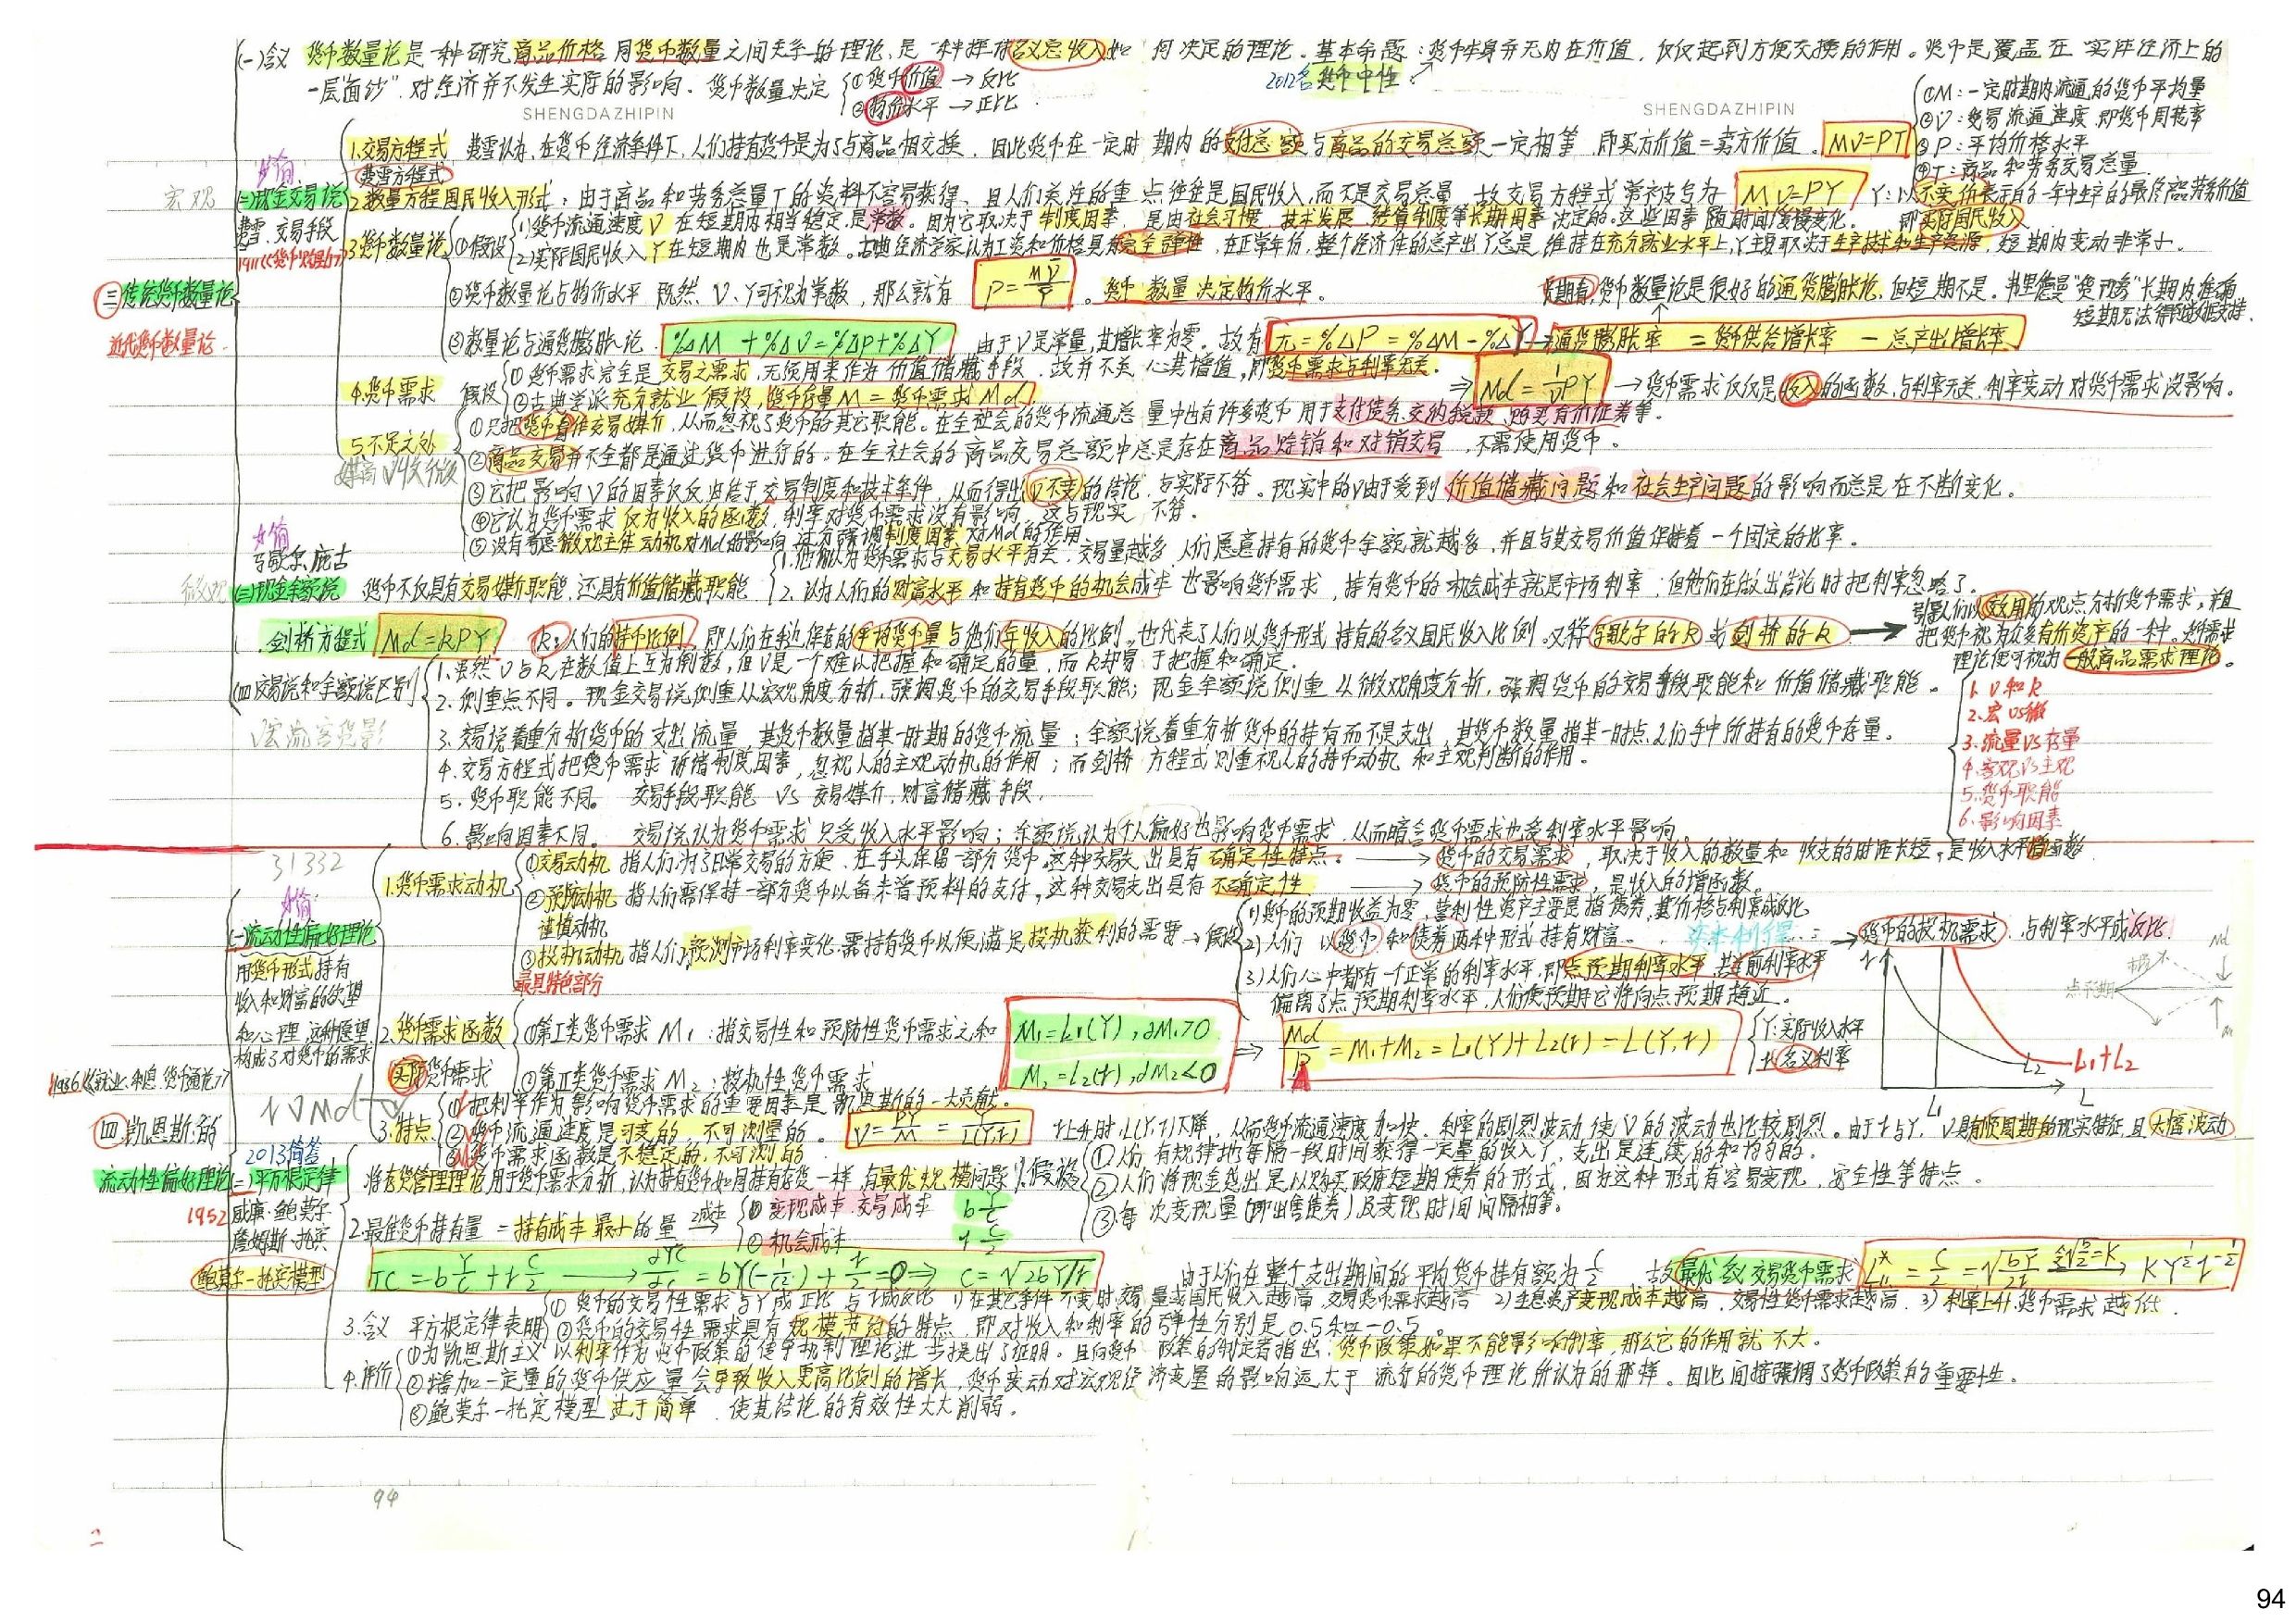 (一)含义 货币数量论是一种研究商品价格同货币数量之间关系的理论,是一种探讨名义总收入如何决定的理论。基本命题:货币本身并无内在价值,仅仅起到方便交换的作用。货币是覆盖在"实体经济上的
一层"面纱",对经济并不发生实际的影响。货币数量决定 ①货币价值 → 反比
②物价水平 → 正比
2012名 货币中性
SHENGDAZHIPIN
SHENGDAZHIPIN
①M:一定时期内流通的货币平均量
②V:交易流通速度 即货币周转率
③P:平均价格水平
④T:商品和劳务交易总量
1.交易方程式 费雪认为,在货币经济条件下,人们持有货币是为了与商品相交换,因此货币在一定时期内的支付总额与商品的交易总额一定相等,即买方价值=卖方价值。 MV=PT
费雪方程式
宏观
(二)现金交易说
费雪.交易手段
1911《货币购买力》
2.数量方程国民收入形式:由于商品和劳务总量T的资料不容易获得,且人们关注的重点往往是国民收入,而不是交易总量,故交易方程式常被写为 MV=PY Y:以不变价表示的一年中生产的最终产品劳务价值
即实际国民收入
3.货币数量论 ①假设 1)货币流通速度V在短期内相当稳定,是常数。因为它取决于制度因素,是由社会习惯、技术发展、结算制度等长期因素决定的。这些因素随时间缓慢变化。
2)实际国民收入Y在短期内也是常数。古典经济学家认为工资和价格具有完全弹性,在正常年份,整个经济体的总产出Y总是维持在充分就业水平上,Y主要取决于生产技术和生产资源,短期内变动非常小。
三传统货币数量论
近代货币数量论
②货币数量论占物价水平 既然V、Y可视为常数,那么就有 P=MV̄/Ȳ 。货币数量决定物价水平。
长期看,货币数量论是很好的通货膨胀论,但短期不是。弗里德曼"货币数"长期内准确
短期无法得到数据支持.
③数量论与通货膨胀论. %ΔM+%ΔV=%ΔP+%ΔY 由于V是常量,其增长率为零。故有 π=%ΔP=%ΔM-%ΔY → 通货膨胀率=货币供给增长率-总产出增长率
4.货币需求 假设 ①货币需求完全是交易之需求,无须用来作为价值储藏手段,故并不关心其增值,即货币需求与利率无关。
②古典学派充分就业假设,货币存量M=货币需求Md
⇒ Md=1/V PY → 货币需求仅仅是收入的函数,与利率无关.利率变动对货币需求没影响。
5.不足之处 ①只把货币看作交易媒介,从而忽视了货币的其它职能。在全社会的货币流通总量中也有许多货币用于支付债务,交纳税款,购买有价证券等。
②商品交易并不全都是通过货币进行的。在全社会的商品交易总额中总是存在商品赊销和对销交易,不需使用货币。
③它把影响V的因素仅仅归结于交易制度和技术条件,从而得出V不变的结论,与实际不符。现实中的V由于受到价值储藏问题和社会生产问题的影响而总是在不断变化。
④它认为货币需求仅为收入的函数,利率对货币需求没有影响,这与现实不符.
⑤没有考虑微观主体动机对Md的影响,过分强调制度因素对Md的作用
马歇尔.庇古
微观
(三)现金余额说 货币不仅具有交易媒介职能,还具有价值储藏职能
1.他们认为货币需求与交易水平有关.交易量越多,人们愿意持有的货币余额就越多,并且与其交易价值保持着一个固定的比率。
2.认为人们的财富水平和持有货币的机会成本也影响货币需求,持有货币的机会成本就是市场利率,但他们在做出结论时把利率忽略了。
剑桥方程式 Md=kPY k:人们的持币比例,即人们在手边保存的平均货币量与他们年收入的比例。也代表了人们以货币形式持有的名义国民收入比例.又称马歇尔的k或剑桥的k
引导人们以效用的观点分析货币需求,并且
把货币视为众多有价资产的一种.货币需求
理论便可视为一般商品需求理论。
(四)交易说和余额说区别 1.虽然V与k在数值上互为倒数,但V是一个难以把握和确定的量,而k却易于把握和确定.
2.侧重点不同。现金交易说侧重从宏观角度分析,强调货币的交易手段职能;现金余额说侧重从微观角度分析,强调货币的交易手段职能和价值储藏职能。
3.交易说着重分析货币的支出流量,其货币数量指某一时期的货币流量;余额说着重分析货币的持有而不是支出,其货币数量指某一时点人们手中所持有的货币存量。
4.交易方程式把货币需求诉诸制度因素,忽视人的主观动机的作用;而剑桥方程式则重视人的持币动机和主观判断的作用。
5.货币职能不同。交易手段职能 VS 交易媒介,财富储藏手段.
6.影响因素不同。交易说认为货币需求只受收入水平影响;余额说认为个人偏好也影响货币需求,从而暗含货币需求也受利率水平影响
V宏流客货影
1.V和k
2.宏VS微
3.流量VS存量
4.客观VS主观
5.货币职能
6.影响因素
31332
1.货币需求动机 ①交易动机 指人们为了日常交易的方便,在手头保留一部分货币,这种交易支出具有确定性特点。→货币的交易需求,取决于收入的数量和收支的时距长短,是收入水平增函数
②预防动机 指人们需保持一部分货币以备未曾预料的支付。这种交易支出具有不确定性 → 货币的预防性需求,是收入的增函数。
谨慎动机
③投机动机 指人们预测市场利率变化,需持有货币以便满足投机获利的需要→假设
最具特色部分
1)货币的预期收益为零,营利性资产主要是指债券,其价格与利率成反比
2)人们以货币和债券两种形式持有财富。
3)人们心中都有一个正常的利率水平,即点预期利率水平,其当前利率水平
偏离了点预期利率水平,人们便预期它将向点预期趋近。
资本利得
→货币的投机需求,与利率水平成反比
(一)流动性偏好理论
用货币形式持有
收入和财富的欲望
和心理,这种愿望
构成了对货币的需求
2.货币需求函数 ①第Ⅰ类货币需求M1:指交易性和预防性货币需求之和 M1=L1(Y),dM1>0
实际货币需求 ②第Ⅱ类货币需求M2:投机性货币需求 M2=L2(r),dM2<0
⇒ Md/P=M1+M2=L1(Y)+L2(r)=L(Y,r)
Y:实际收入水平
r:名义利率
r
L1
L2
L1+L2
L
点预期
Md
1936《就业、利息、货币通论》
四.凯恩斯的
流动性偏好理论
3.特点 ①把利率作为影响货币需求的重要因素是凯恩斯的一大贡献。
②货币流通速度是可变的,不可测量的。 V=PY/M=Y/L(Y,r) r上升时,L(Y,r)下降,从而货币流通速度加快.利率的剧烈波动使V的波动也比较剧烈。由于r与Y,V具有顺周期的现实特征,且大幅波动
③货币需求函数是不稳定的,不可测的
2013简答
(二)平方根定律
1952 威廉·鲍莫尔
詹姆斯·托宾
鲍莫尔-托宾模型
将存货管理理论用于货币需求分析,认为持有货币如同持有存货一样,有最优规模问题 1.假设
①人们有规律地每隔一段时间获得一定量的收入Y,支出是连续的和均匀的。
②人们将现金贷出是以购买政府短期债券的形式,因为这种形式有容易变现,安全性等特点。
③每次变现量(即出售债券)及变现时间间隔相等。
2.最佳货币持有量=持有成本最小的量 2成本→ ①变现成本.交易成本 b Y/C
②机会成本 r C/2
TC=b Y/C+r C/2 → dTC/dC=bY(-1/C²)+r/2=0 ⇒ C=√2bY/r
由于人们在整个支出期间的平均货币持有额为C/2 故最优名义交易货币需求 L1*=C/2=√bY/2r 令√b/2=K→ KY^1/2 r^-1/2
3.含义 平方根定律表明 ①货币的交易性需求与Y成正比与r成反比 1)在其它条件不变时,交易量或国民收入越高,交易货币需求越高 2)生息资产变现成本越高,交易性货币需求越高.3)利率上升,货币需求越低.
②货币的交易性需求具有规模节约的特点,即对收入和利率的弹性分别是0.5和-0.5。
4.评价 ①为凯恩斯主义以利率作为货币政策的传导机制理论进一步提出了证明。且向货币政策的制定者指出:货币政策如果不能影响利率,那么它的作用就不大。
②增加一定量的货币供应量会导致收入更高比例的增长,货币变动对宏观经济变量的影响远大于流行的货币理论所认为的那样。因此间接强调了货币政策的重要性。
③鲍莫尔-托宾模型过于简单,使其结论的有效性大大削弱。
94
94